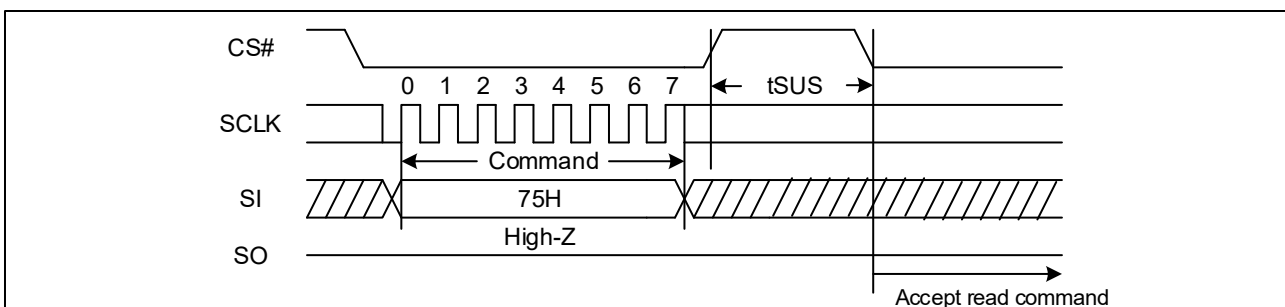 CS#
0 1 2 3 4 5 6 7
tSUS
SCLK
Command
SI
75H
High-Z
SO
Accept read command